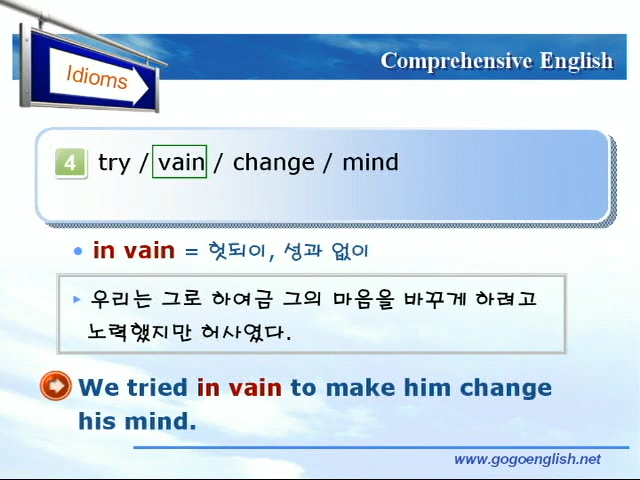 Idioms
Comprehensive English
4 try / vain / change / mind
• in vain = 헛되이, 성과 없이
▸ 우리는 그로 하여금 그의 마음을 바꾸게 하려고
노력했지만 허사였다.
We tried in vain to make him change
his mind.
www.gogoenglish.net